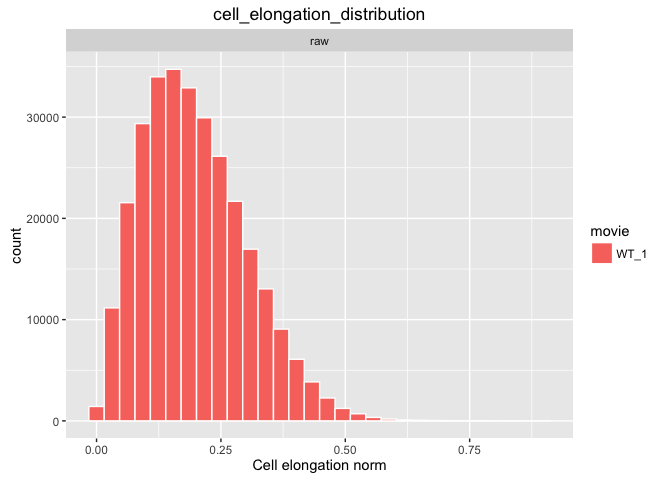 cell_elongation_distribution
raw
30000
20000
10000
0
count
0.00
0.25
0.50
0.75
Cell elongation norm
movie
WT_1